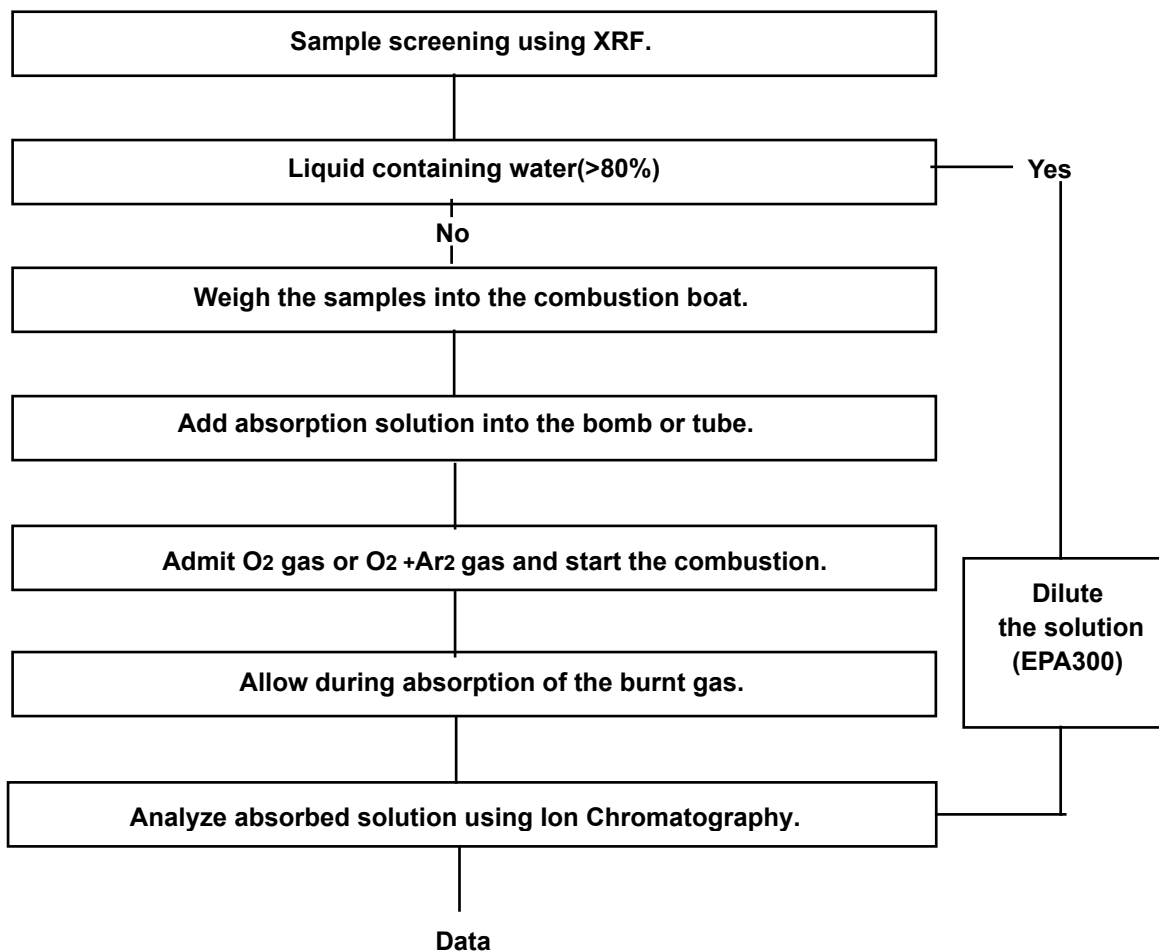 Sample screening using XRF.
Liquid containing water(>80%)
Yes
No
Weigh the samples into the combustion boat.
Add absorption solution into the bomb or tube.
Admit O2 gas or O2 +Ar2 gas and start the combustion.
Dilute
the solution
(EPA300)
Allow during absorption of the burnt gas.
Analyze absorbed solution using Ion Chromatography.
Data